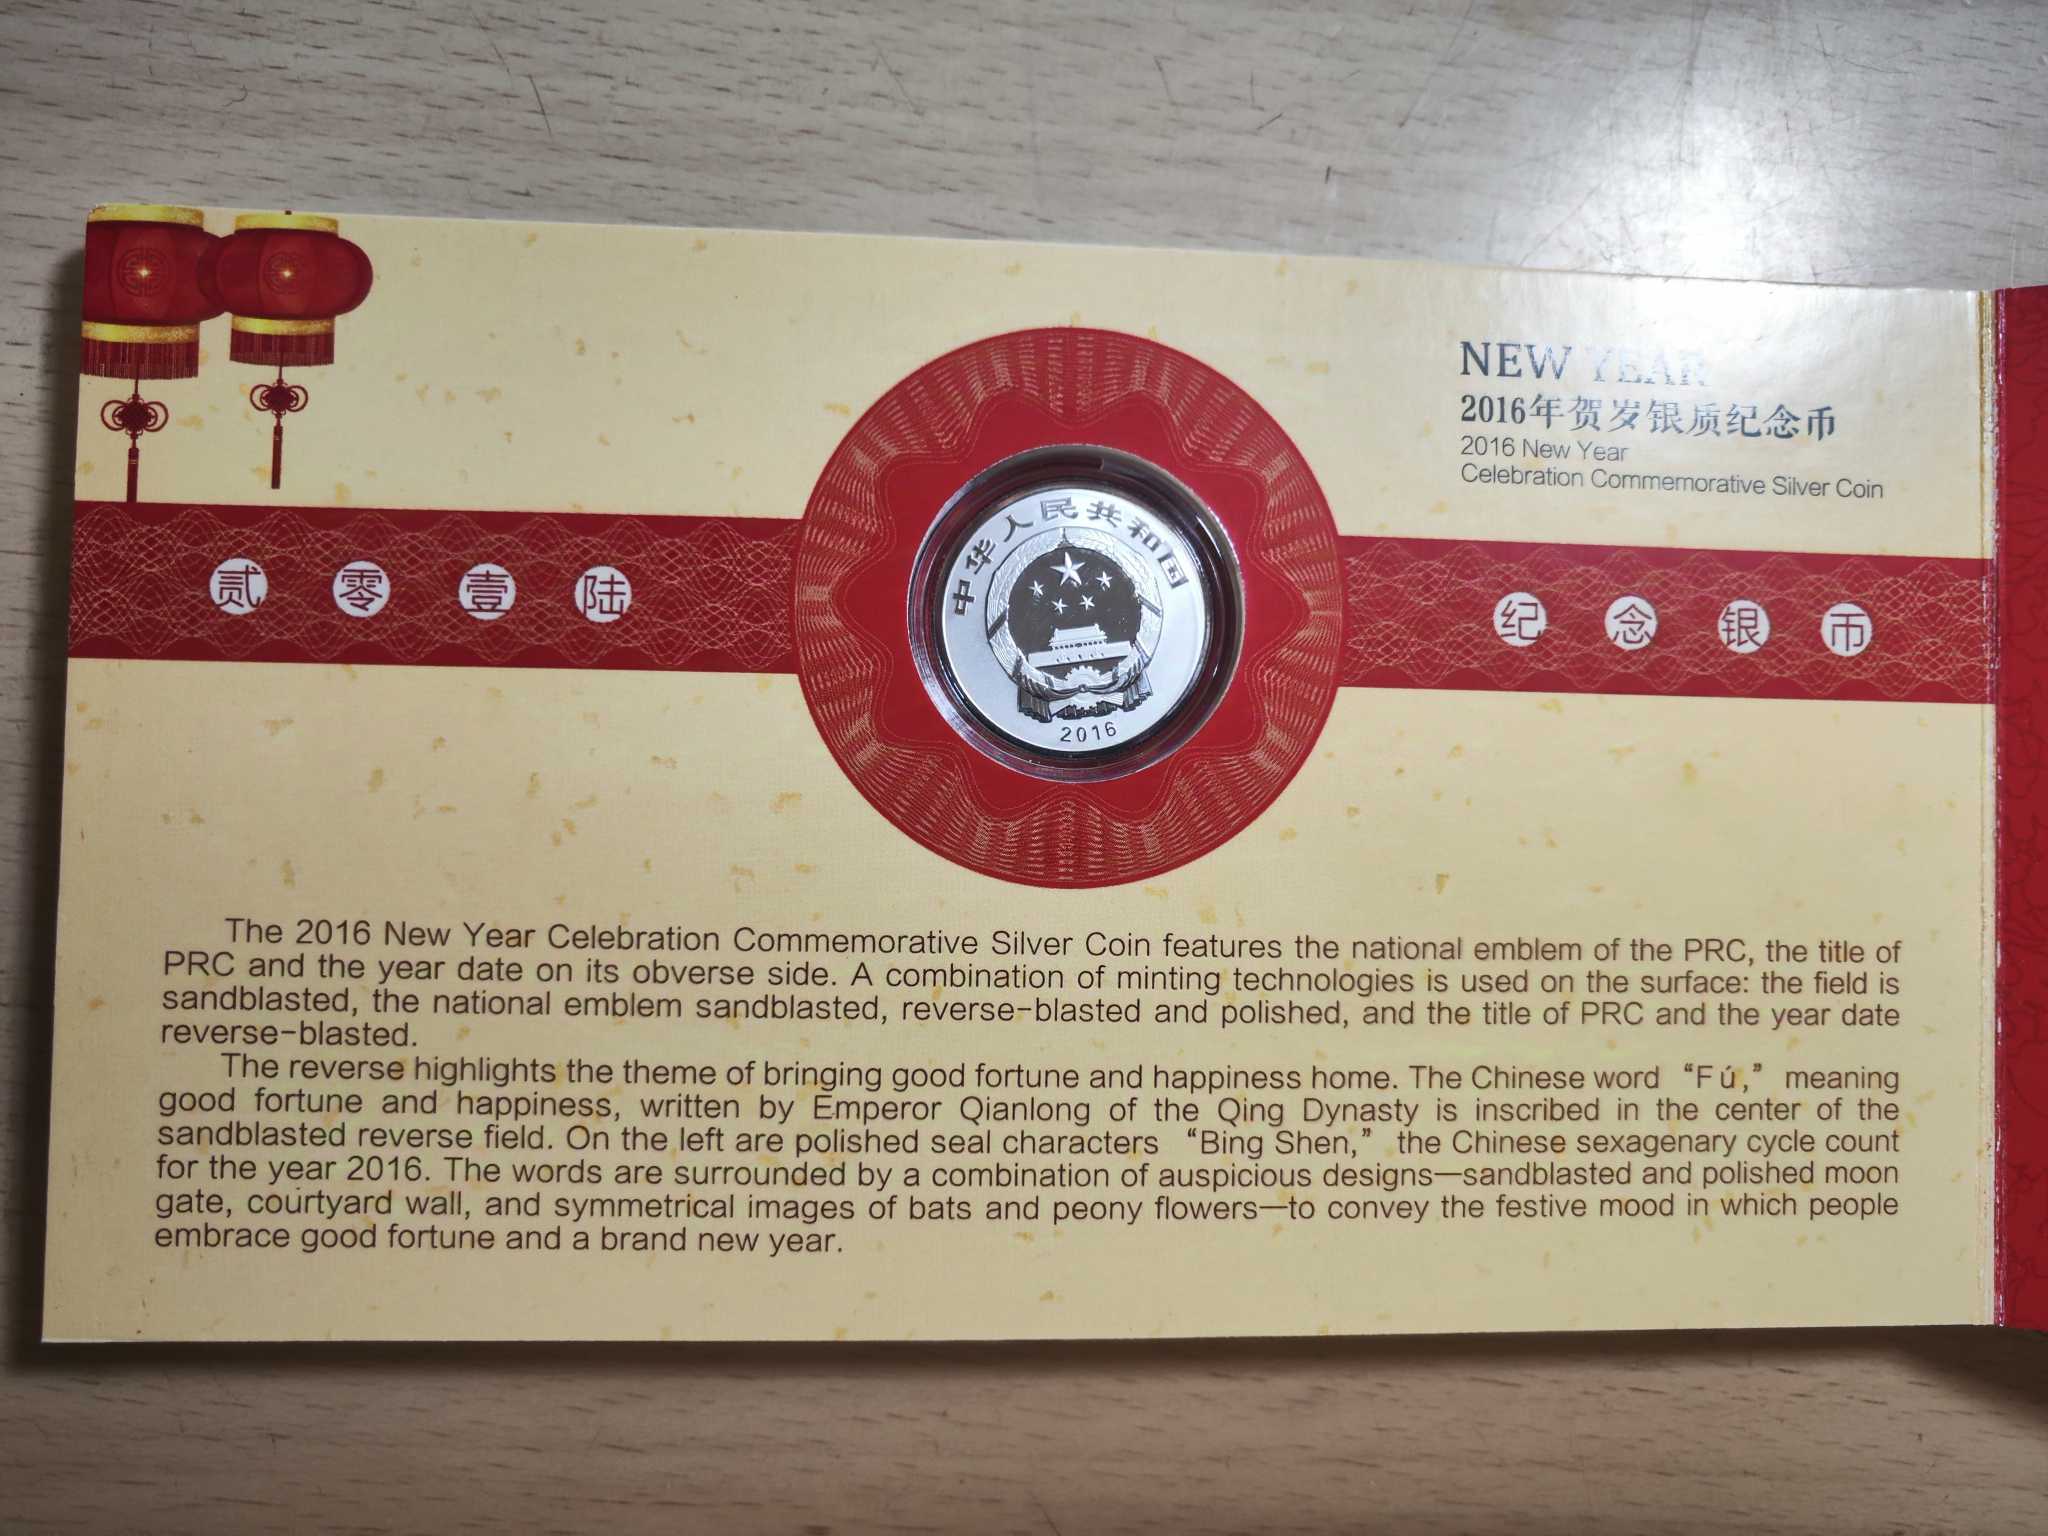 NEW YEAR
2016年贺岁银质纪念币
2016 New Year
Celebration Commemorative Silver Coin
中华人民共和国
2016
贰零壹陆
纪念银币
The 2016 New Year Celebration Commemorative Silver Coin features the national emblem of the PRC, the title of
PRC and the year date on its obverse side. A combination of minting technologies is used on the surface: the field is
sandblasted, the national emblem sandblasted, reverse-blasted and polished, and the title of PRC and the year date
reverse-blasted.
The reverse highlights the theme of bringing good fortune and happiness home. The Chinese word “Fú,” meaning
good fortune and happiness, written by Emperor Qianlong of the Qing Dynasty is inscribed in the center of the
sandblasted reverse field. On the left are polished seal characters “Bing Shen,” the Chinese sexagenary cycle count
for the year 2016. The words are surrounded by a combination of auspicious designs—sandblasted and polished moon
gate, courtyard wall, and symmetrical images of bats and peony flowers—to convey the festive mood in which people
embrace good fortune and a brand new year.